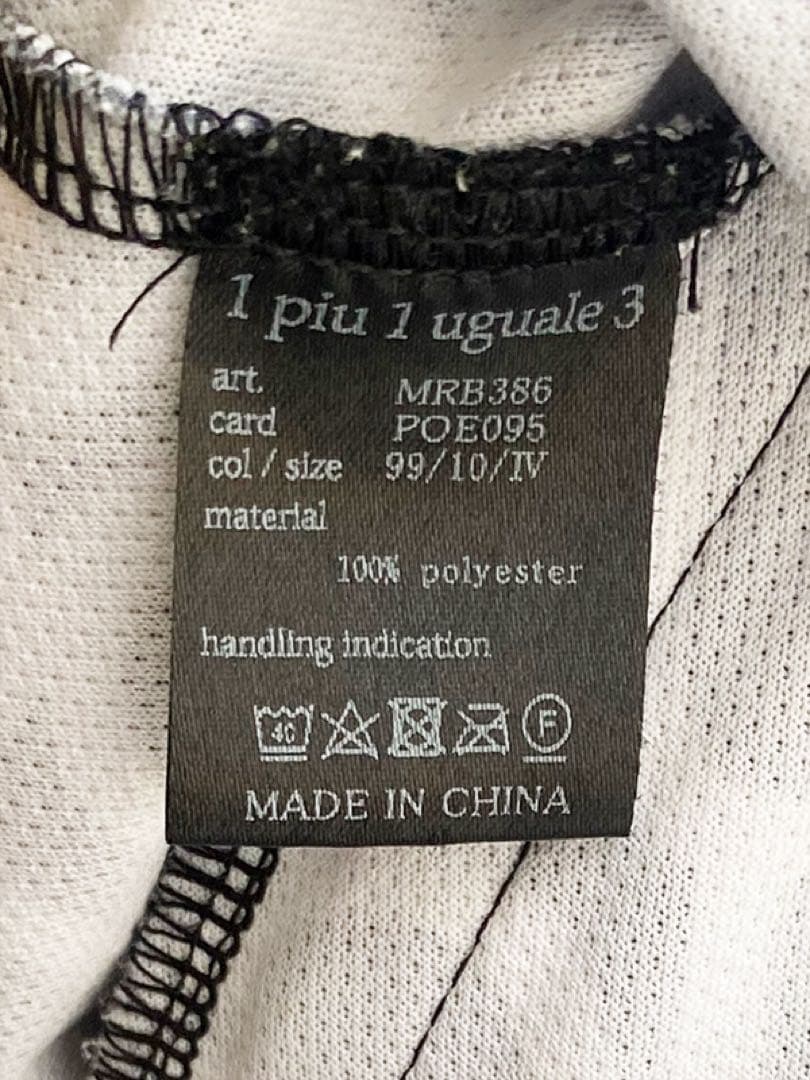 1 piu 1 uguale 3
art. MRB386
card POE095
col / size 99/10/IV
material
100% polyester
handling indication
40 F
MADE IN CHINA